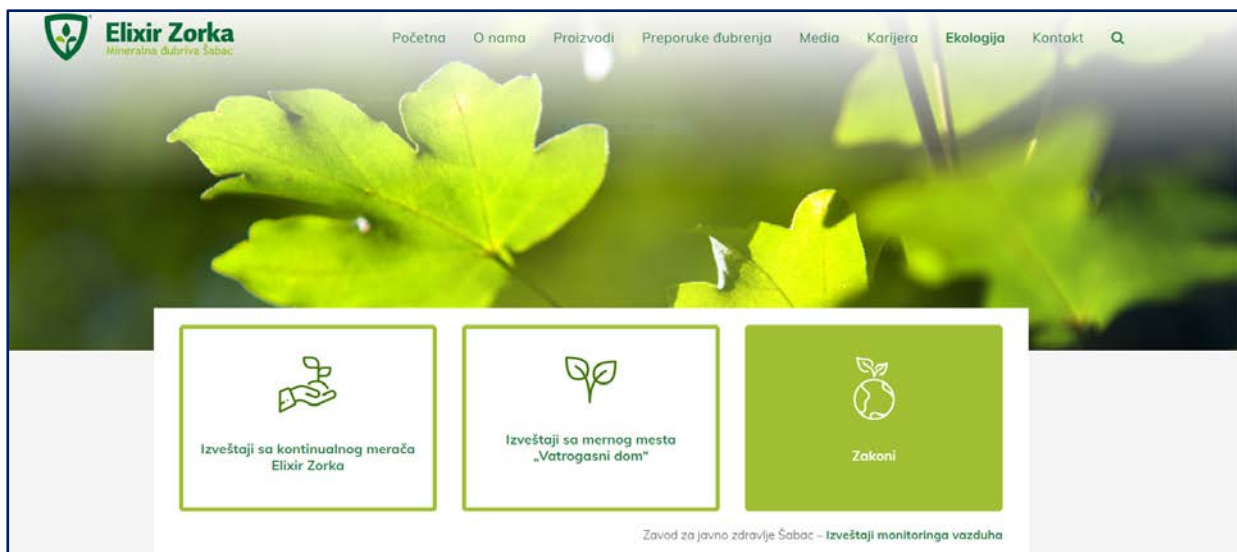 Elixir Zorka
Mineralna đubriva Šabac
Početna O nama Proizvodi Preporuke đubrenja Media Karijera Ekologija Kontakt
Izveštaji sa kontinualnog merača
Elixir Zorka
Izveštaji sa mernog mesta
„Vatrogasni dom“
Zakoni
Zavod za javno zdravlje Šabac – Izveštaji monitoringa vazduha